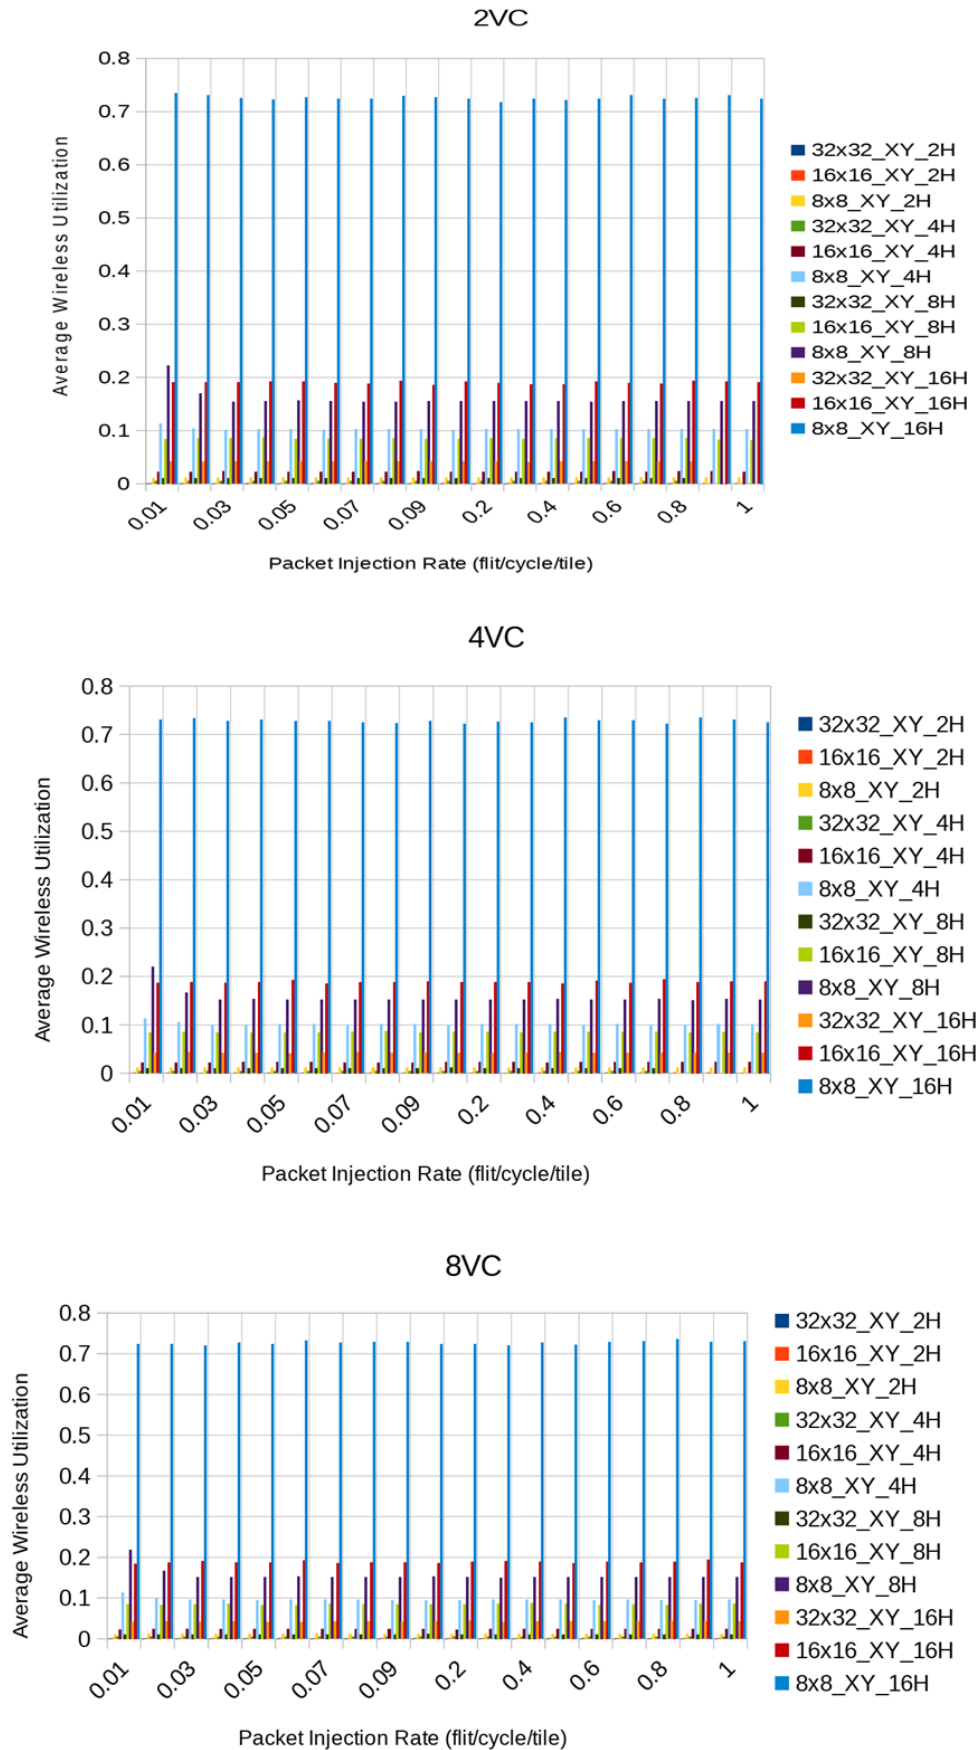 2VC
0.8
0.7
0.6
0.5
0.4
0.3
0.2
0.1
0
Average Wireless Utilization
0.01 0.03 0.05 0.07 0.09 0.2 0.4 0.6 0.8 1
Packet Injection Rate (flit/cycle/tile)
32x32_XY_2H
16x16_XY_2H
8x8_XY_2H
32x32_XY_4H
16x16_XY_4H
8x8_XY_4H
32x32_XY_8H
16x16_XY_8H
8x8_XY_8H
32x32_XY_16H
16x16_XY_16H
8x8_XY_16H
4VC
0.8
0.7
0.6
0.5
0.4
0.3
0.2
0.1
0
Average Wireless Utilization
0.01 0.03 0.05 0.07 0.09 0.2 0.4 0.6 0.8 1
Packet Injection Rate (flit/cycle/tile)
32x32_XY_2H
16x16_XY_2H
8x8_XY_2H
32x32_XY_4H
16x16_XY_4H
8x8_XY_4H
32x32_XY_8H
16x16_XY_8H
8x8_XY_8H
32x32_XY_16H
16x16_XY_16H
8x8_XY_16H
8VC
0.8
0.7
0.6
0.5
0.4
0.3
0.2
0.1
0
Average Wireless Utilization
0.01 0.03 0.05 0.07 0.09 0.2 0.4 0.6 0.8 1
Packet Injection Rate (flit/cycle/tile)
32x32_XY_2H
16x16_XY_2H
8x8_XY_2H
32x32_XY_4H
16x16_XY_4H
8x8_XY_4H
32x32_XY_8H
16x16_XY_8H
8x8_XY_8H
32x32_XY_16H
16x16_XY_16H
8x8_XY_16H